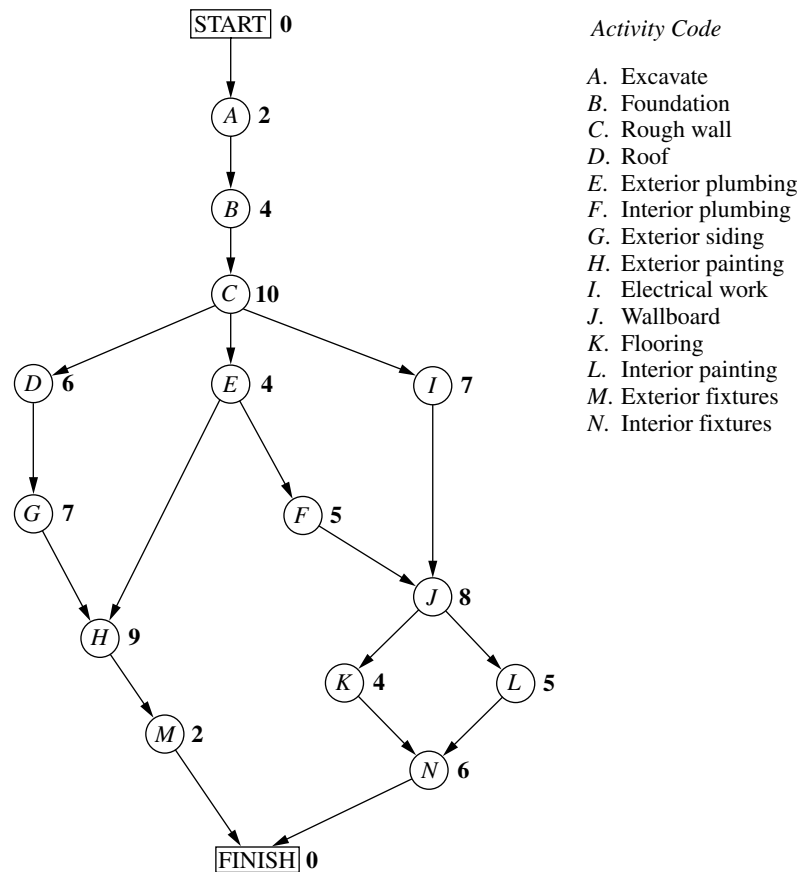 START 0
A 2
B 4
C 10
D 6
E 4
I 7
G 7
F 5
J 8
H 9
K 4
L 5
M 2
N 6
FINISH 0
Activity Code
A. Excavate
B. Foundation
C. Rough wall
D. Roof
E. Exterior plumbing
F. Interior plumbing
G. Exterior siding
H. Exterior painting
I. Electrical work
J. Wallboard
K. Flooring
L. Interior painting
M. Exterior fixtures
N. Interior fixtures